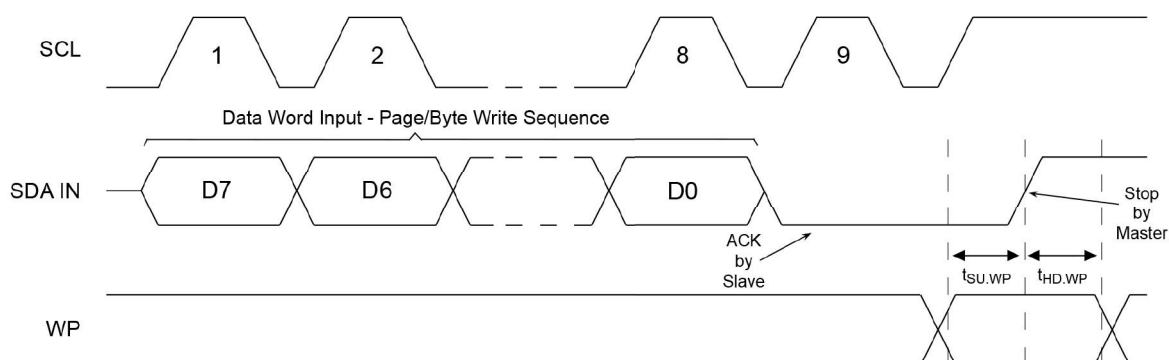 SCL
1
2
8
9
Data Word Input - Page/Byte Write Sequence
SDA IN
D7
D6
D0
Stop
by
Master
ACK
by
Slave
tSU.WP
tHD.WP
WP